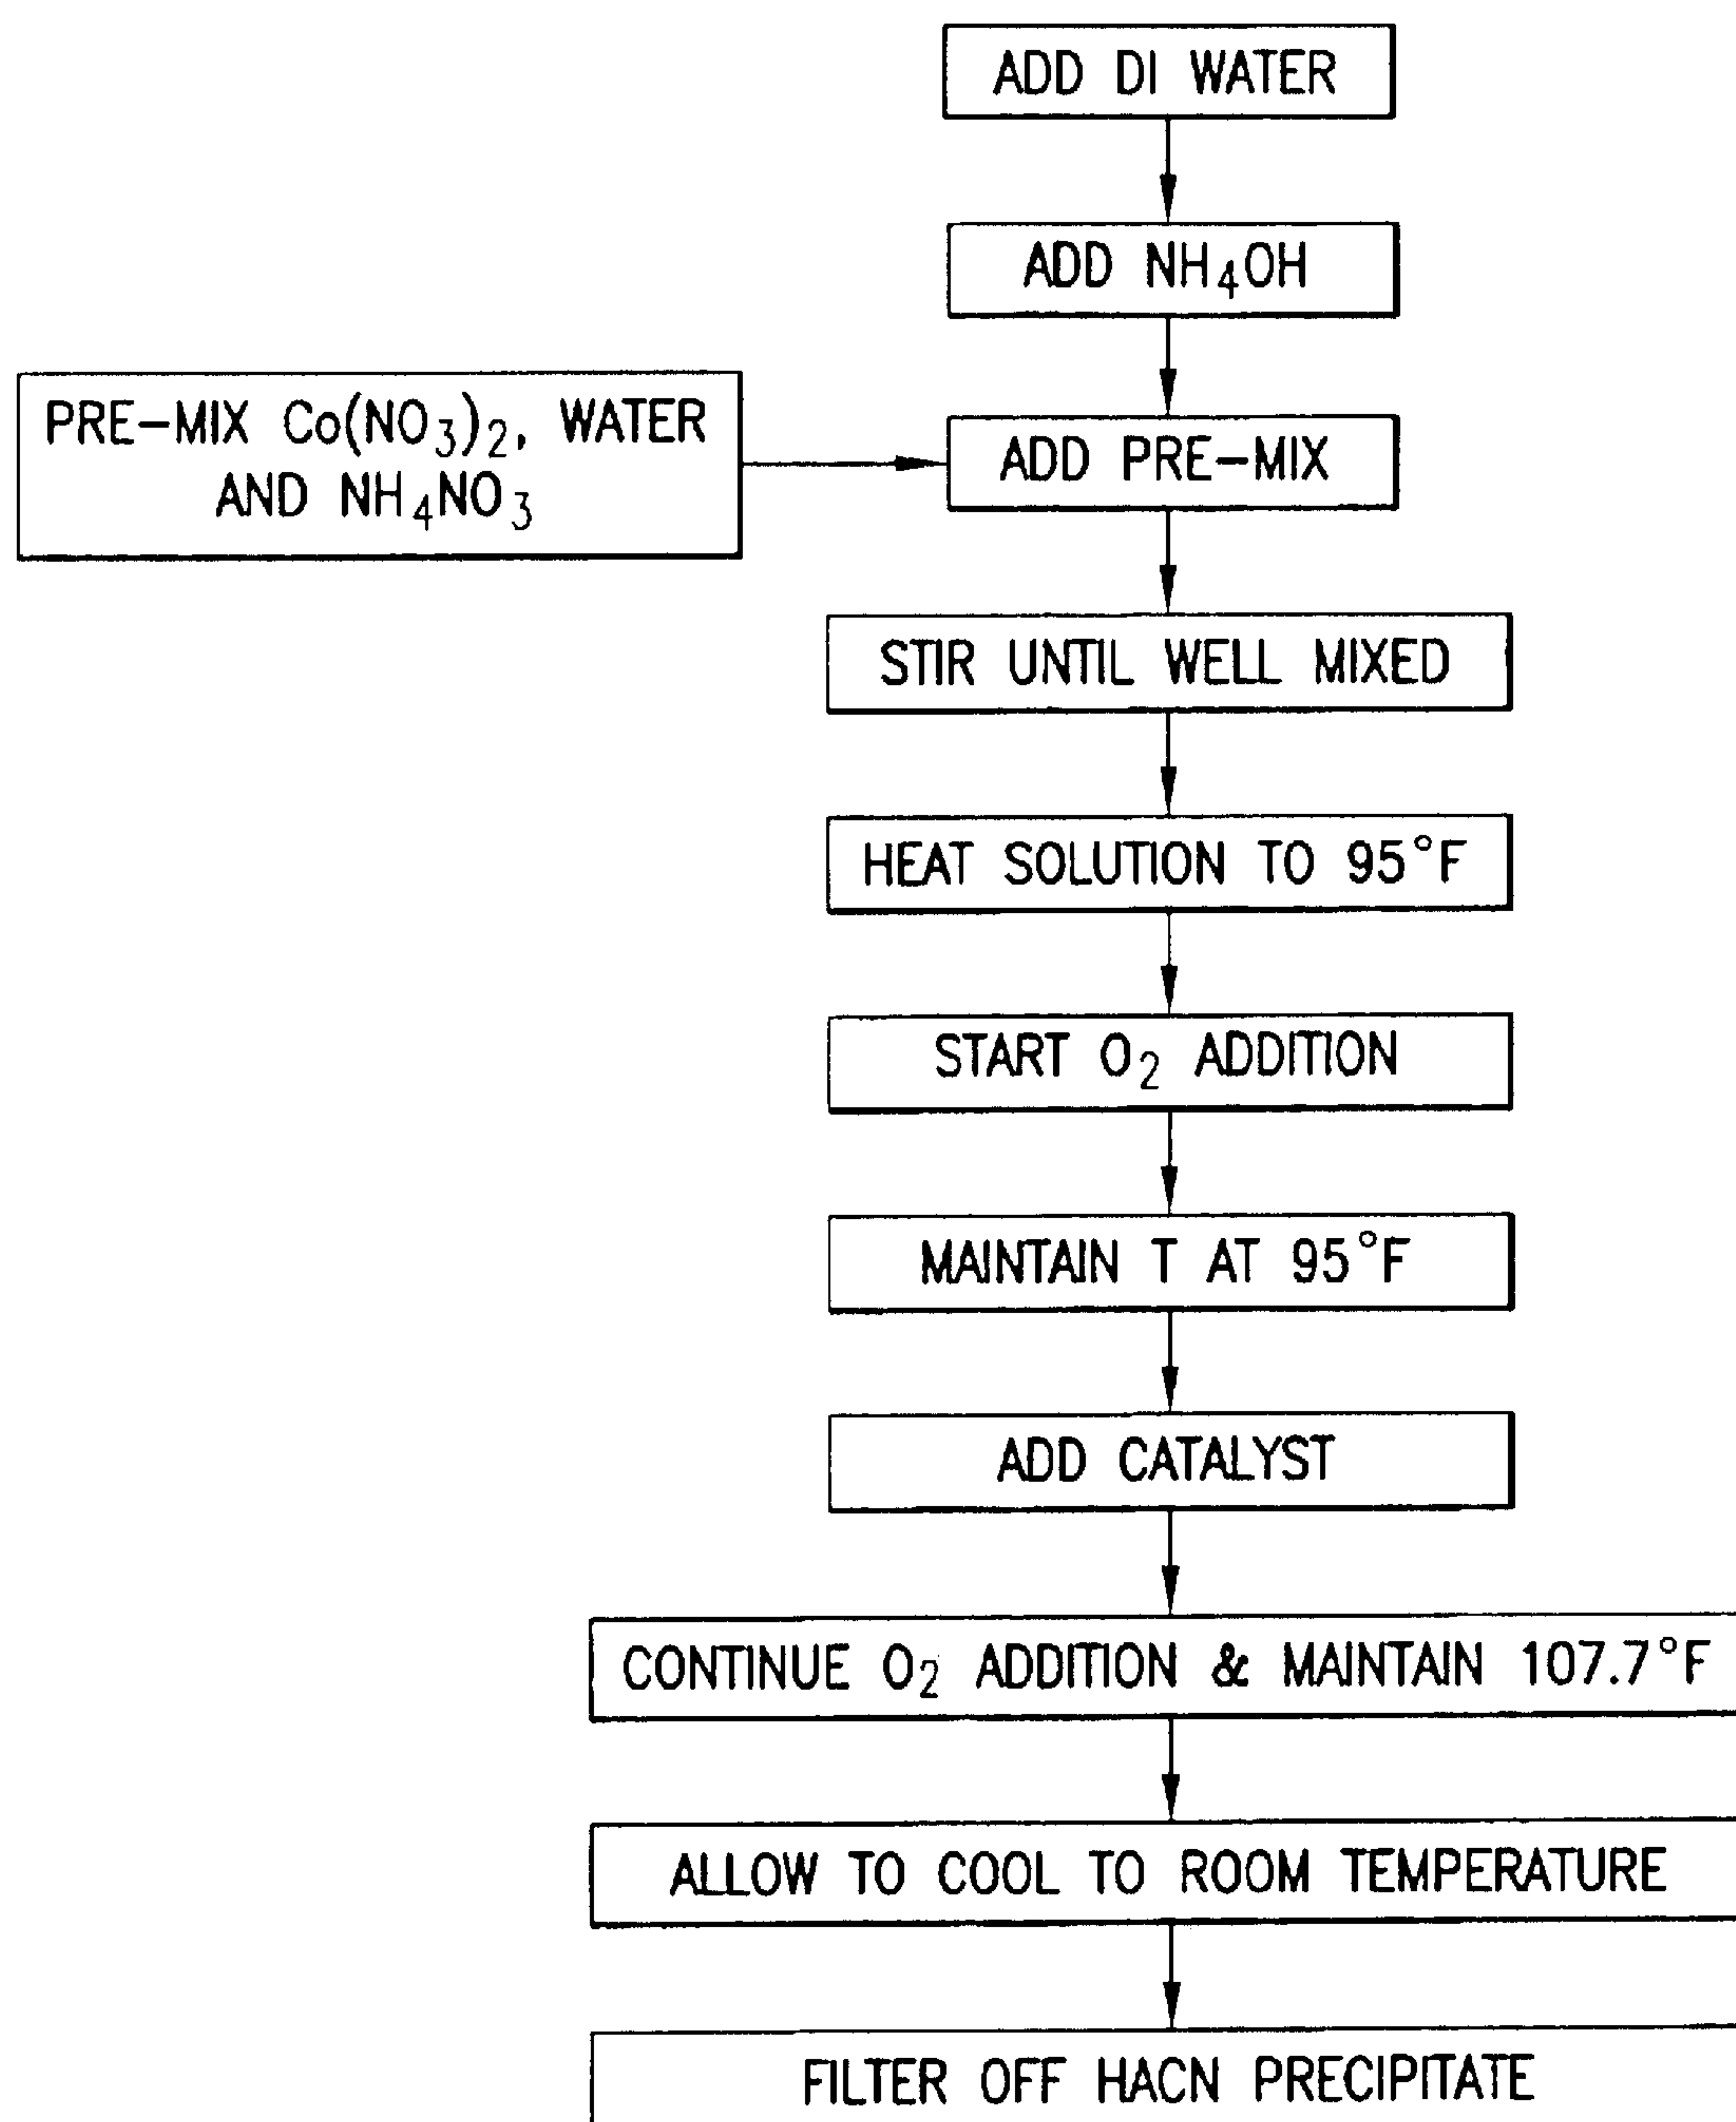 ADD DI WATER
ADD NH₄OH
PRE-MIX Co(NO₃)₂, WATER
AND NH₄NO₃
ADD PRE-MIX
STIR UNTIL WELL MIXED
HEAT SOLUTION TO 95°F
START O₂ ADDITION
MAINTAIN T AT 95°F
ADD CATALYST
CONTINUE O₂ ADDITION & MAINTAIN 107.7°F
ALLOW TO COOL TO ROOM TEMPERATURE
FILTER OFF HACN PRECIPITATE